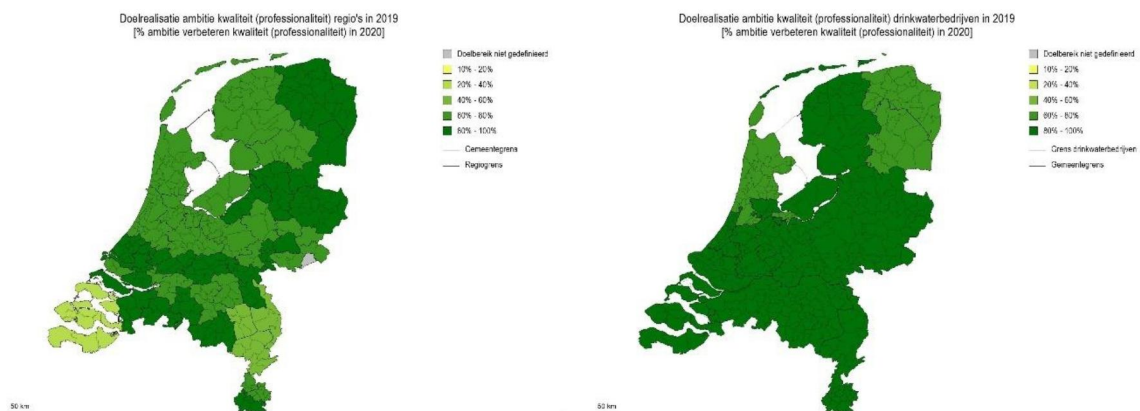 Doelrealisatie ambitie kwaliteit (professionaliteit) regio's in 2019
[% ambitie verbeteren kwaliteit (professionaliteit) in 2020]
Doelbereik niet gedefinieerd
10% - 20%
20% - 40%
40% - 60%
60% - 80%
80% - 100%
Gemeentegrens
Regiogrens
50 km
Doelrealisatie ambitie kwaliteit (professionaliteit) drinkwaterbedrijven in 2019
[% ambitie verbeteren kwaliteit (professionaliteit) in 2020]
Doelbereik niet gedefinieerd
10% - 20%
20% - 40%
40% - 60%
60% - 80%
80% - 100%
Grens drinkwaterbedrijven
Gemeentegrens
50 km